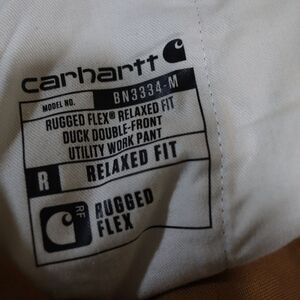 carhartt
MODEL NO. BN3334-M
RUGGED FLEX® RELAXED FIT
DUCK DOUBLE-FRONT
UTILITY WORK PANT
R RELAXED FIT
RF RUGGED
FLEX